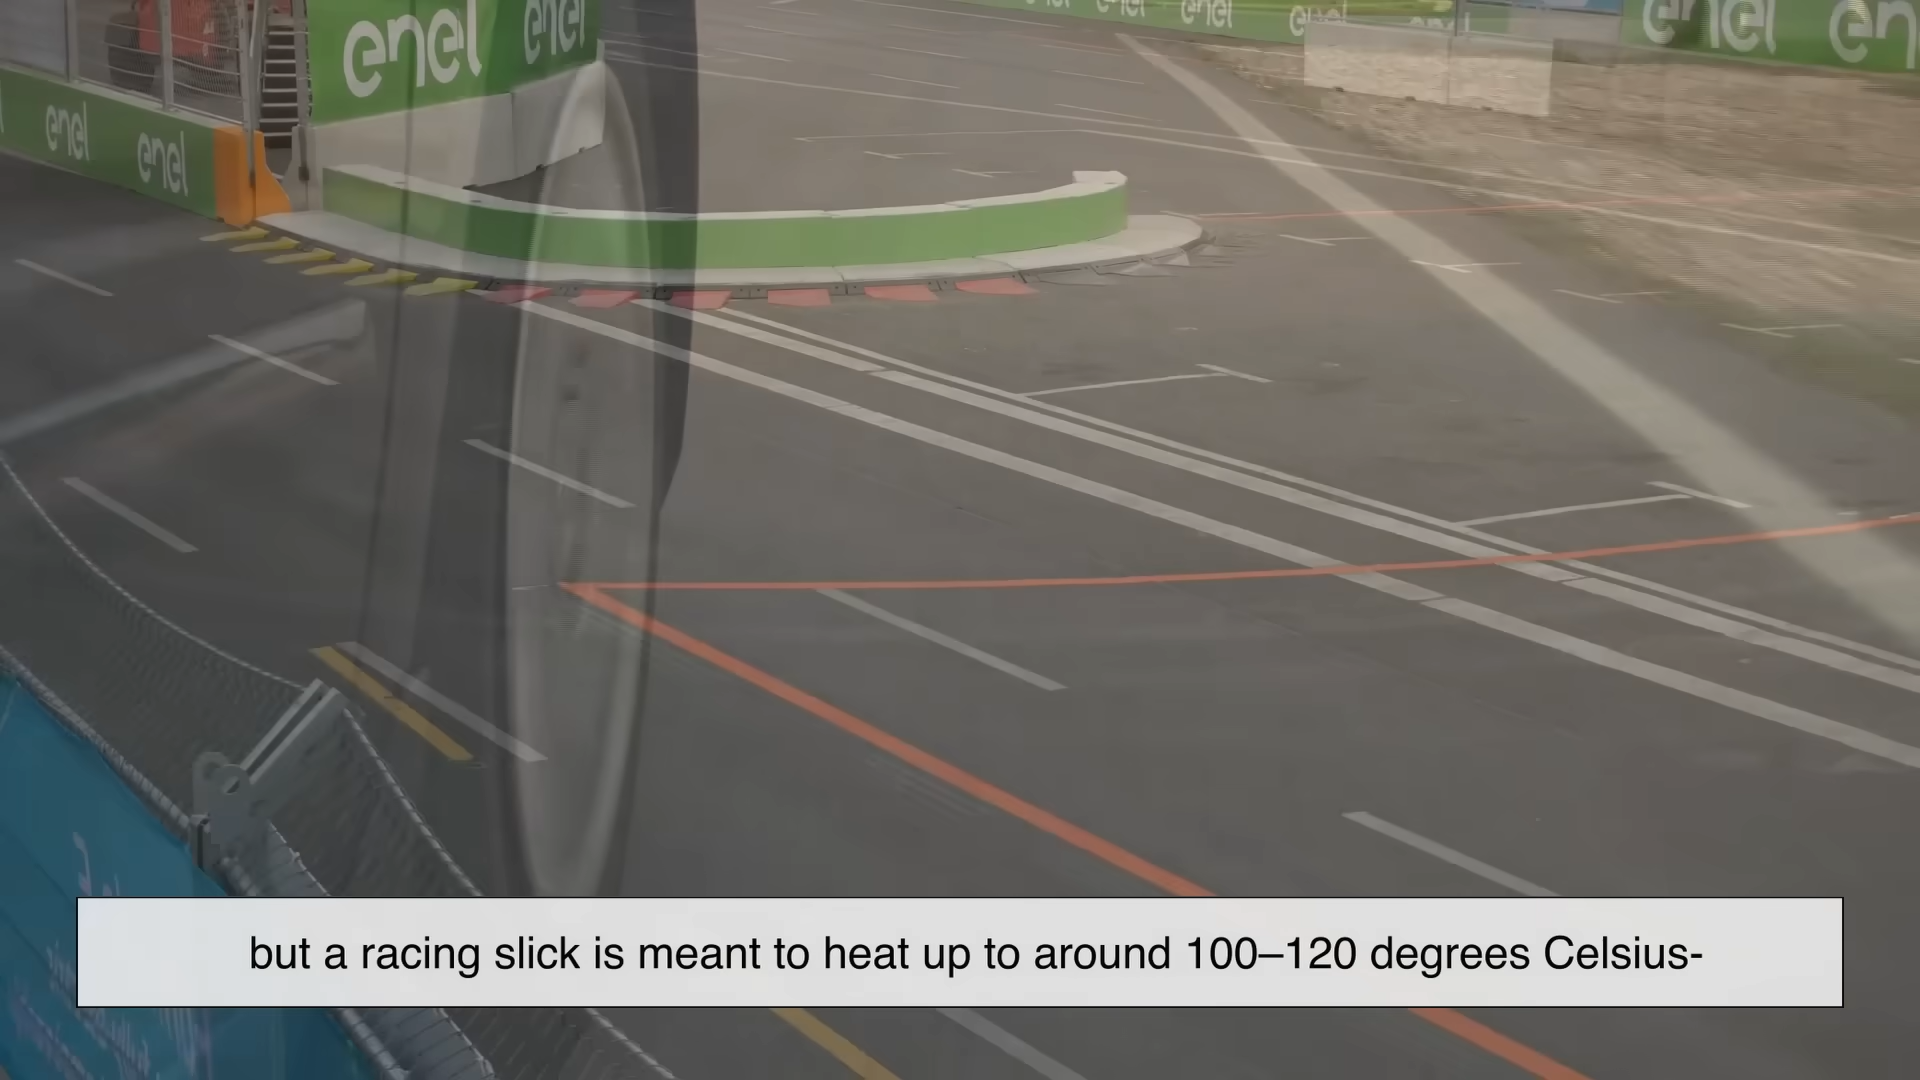 enel
enel
enel
enel
enel
enel
enel
enel
but a racing slick is meant to heat up to around 100–120 degrees Celsius-